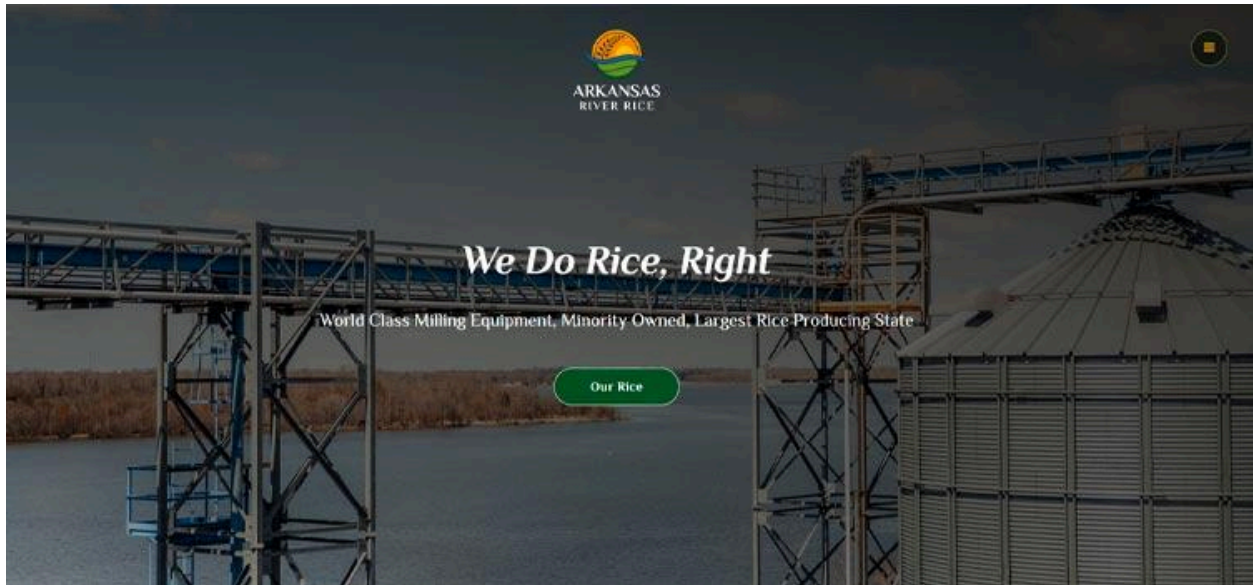 ARKANSAS
RIVER RICE
We Do Rice, Right
World Class Milling Equipment, Minority Owned, Largest Rice Producing State
Our Rice